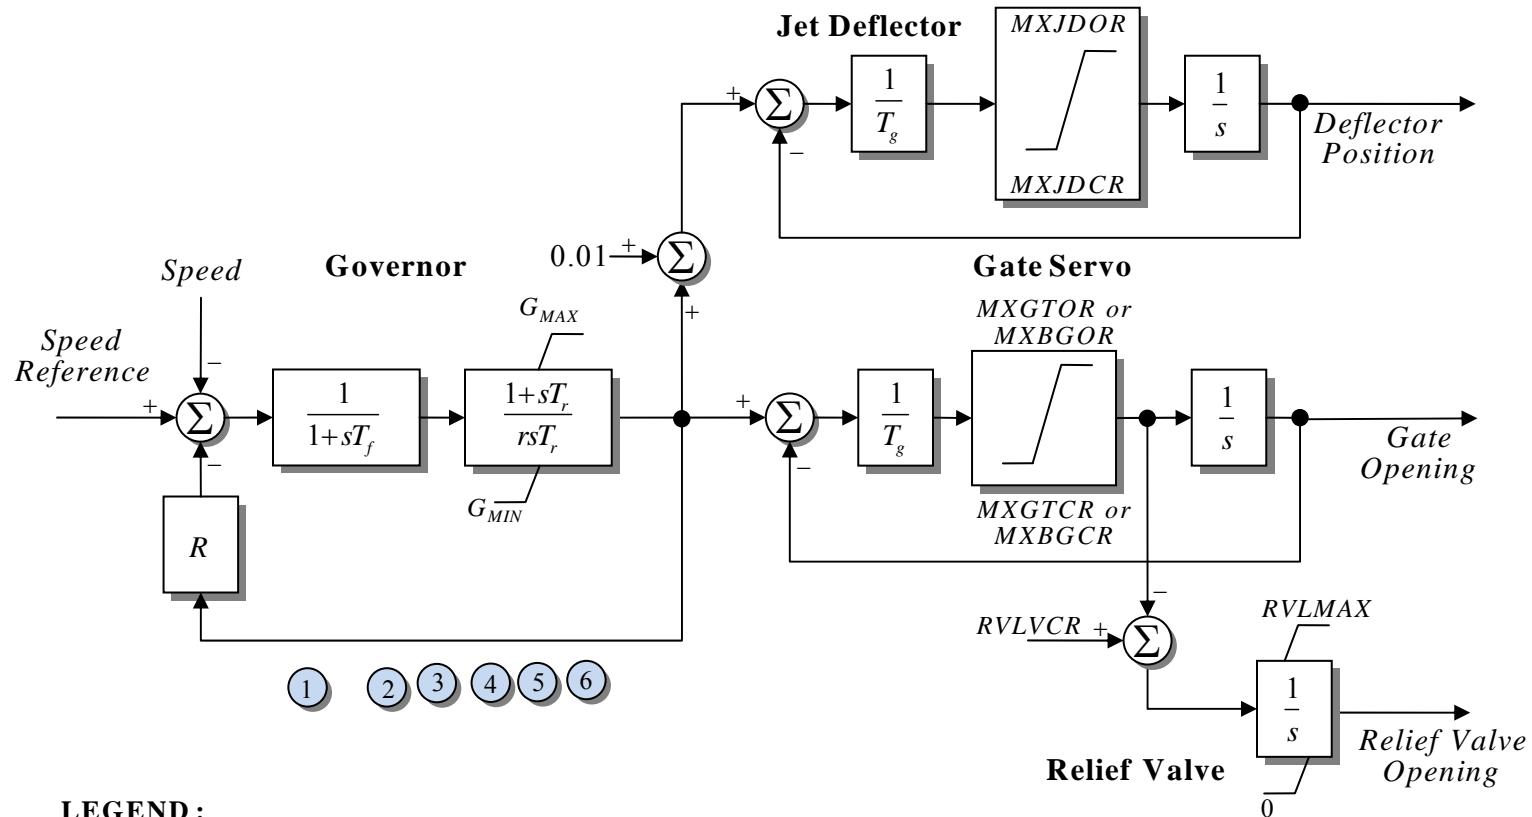 Jet Deflector
MXJDOR
+
Σ
1
T_g
1
s
Deflector
Position
−
MXJDCR
0.01
+
Σ
+
Speed
Governor
Gate Servo
G_MAX
MXGTOR or
MXBGOR
Speed
Reference
−
+
Σ
−
1
1+sT_f
1+sT_r
rsT_r
G_MIN
+
Σ
−
1
T_g
1
s
Gate
Opening
MXGTCR or
MXBGCR
R
−
RVLVCR
+
Σ
RVLMAX
1
s
Relief Valve
Opening
0
1 2 3 4 5 6
Relief Valve
LEGEND :